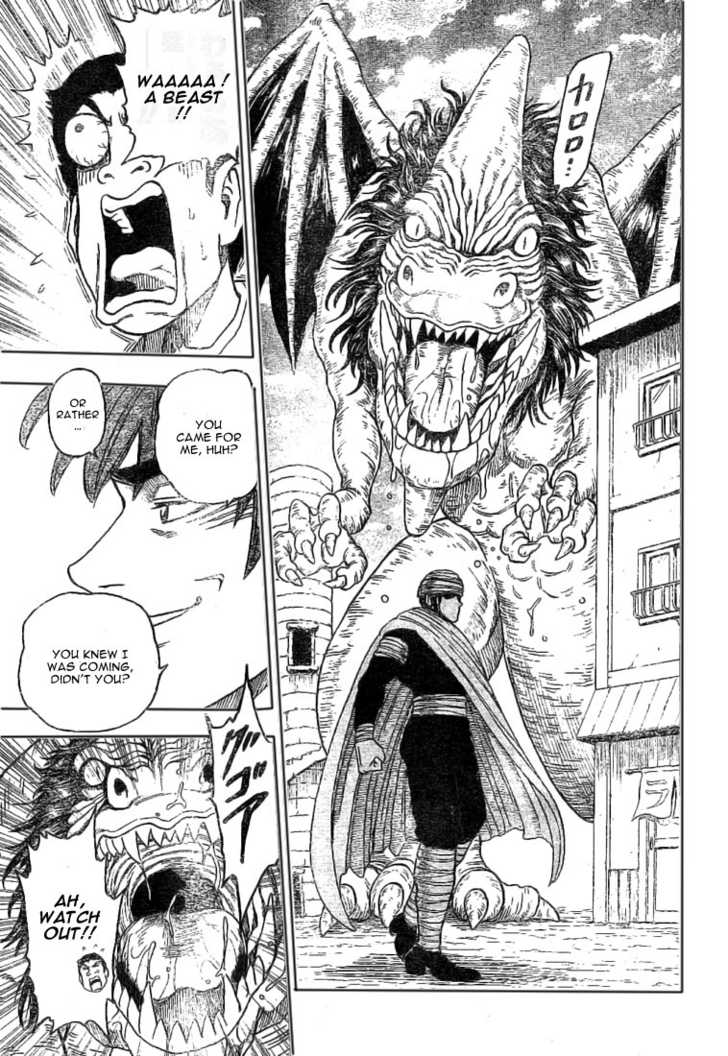 カロロ…
WAAAAA!
A BEAST
!!
YOU
CAME FOR
ME, HUH?
OR
RATHER
...
YOU KNEW I
WAS COMING,
DIDN'T YOU?
グゴア
AH,
WATCH
OUT!!